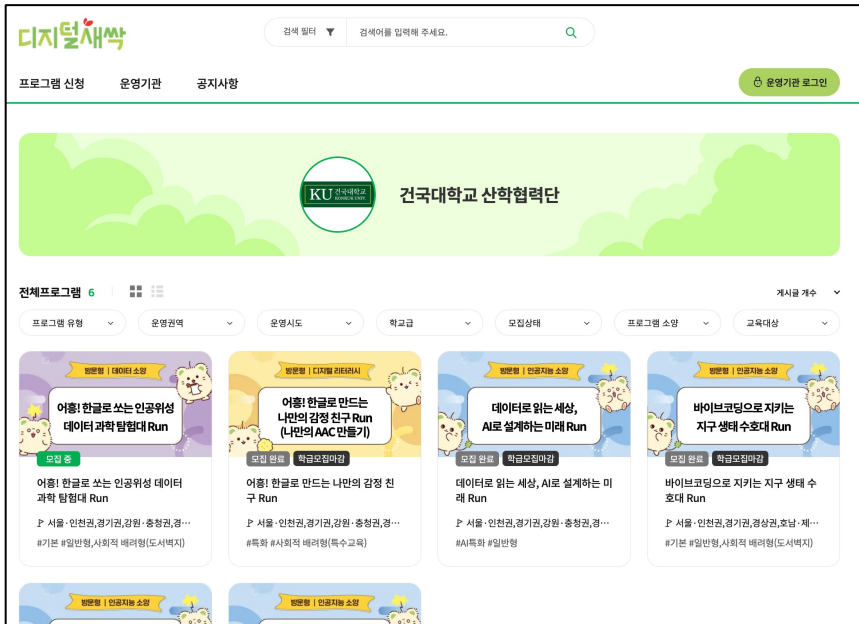 디지털새싹
검색 필터 검색어를 입력해 주세요.
프로그램 신청 운영기관 공지사항 운영기관 로그인
KU 건국대학교 KONKUK UNIV. 건국대학교 산학협력단
전체프로그램 6 게시글 개수
프로그램 유형 운영권역 운영시도 학교급 모집상태 프로그램 소양 교육대상
방문형 | 데이터 소양
어흥! 한글로 쏘는 인공위성
데이터 과학 탐험대 Run
모집 중
어흥! 한글로 쏘는 인공위성 데이터
과학 탐험대 Run
서울·인천권,경기권,강원·충청권,경…
#기본 #일반형,사회적 배려형(도서벽지)
방문형 | 디지털 리터러시
어흥! 한글로 만드는
나만의 감정 친구 Run
(나만의 AAC 만들기)
모집 완료 학급모집마감
어흥! 한글로 만드는 나만의 감정 친
구 Run
서울·인천권,경기권,강원·충청권,경…
#특화 #사회적 배려형(특수교육)
방문형 | 인공지능 소양
데이터로 읽는 세상,
AI로 설계하는 미래 Run
모집 완료 학급모집마감
데이터로 읽는 세상, AI로 설계하는 미
래 Run
서울·인천권,경기권,강원·충청권,경…
#AI특화 #일반형
방문형 | 인공지능 소양
바이브코딩으로 지키는
지구 생태 수호대 Run
모집 완료 학급모집마감
바이브코딩으로 지키는 지구 생태 수
호대 Run
서울·인천권,경기권,경상권,호남·제…
#기본 #일반형,사회적 배려형(도서벽지)
방문형 | 인공지능 소양
방문형 | 인공지능 소양